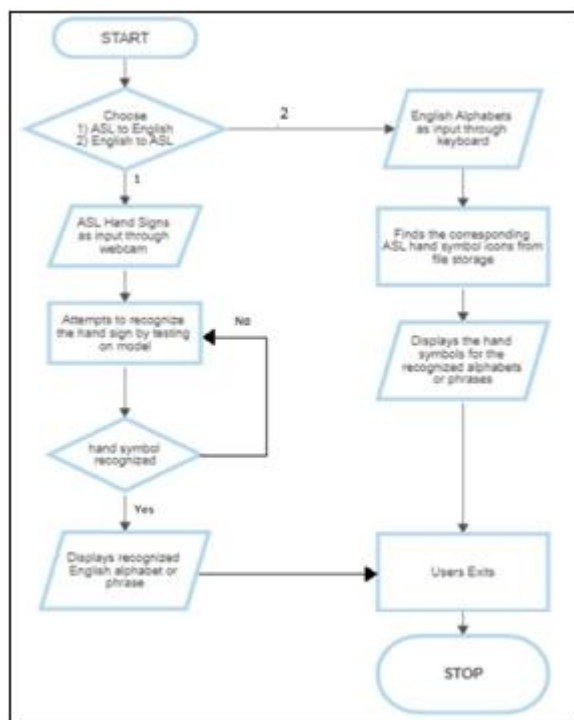 START
Choose
1) ASL to English
2) English to ASL
2
English Alphabets
as input through
keyboard
1
ASL Hand Signs
as input through
webcam
Finds the corresponding
ASL hand symbol icons from
file storage
Attempts to recognize
the hand sign by testing
on model
No
Displays the hand
symbols for the
recognized alphabets
or phrases
hand symbol
recognized
Yes
Displays recognized
English alphabet or
phrase
Users Exits
STOP